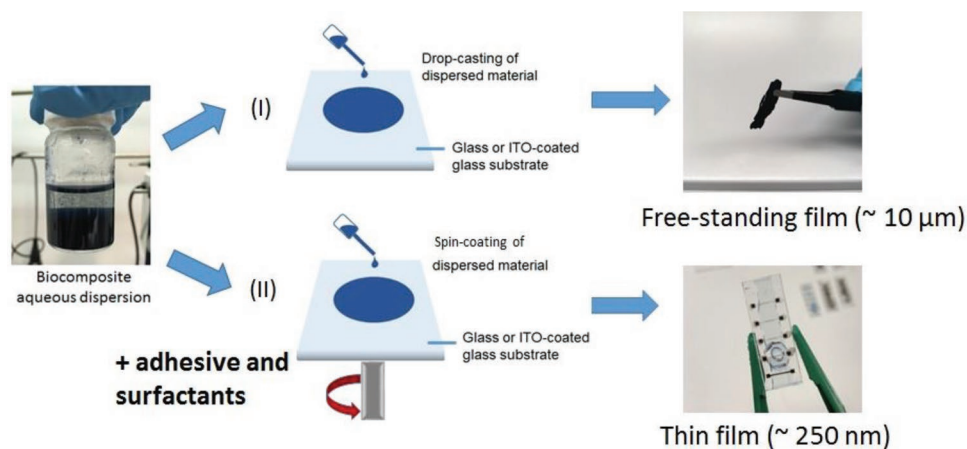 Drop-casting of
dispersed material
(I)
Glass or ITO-coated
glass substrate
Free-standing film (~ 10 µm)
Biocomposite
aqueous dispersion
Spin-coating of
dispersed material
(II)
Glass or ITO-coated
glass substrate
+ adhesive and
surfactants
Thin film (~ 250 nm)